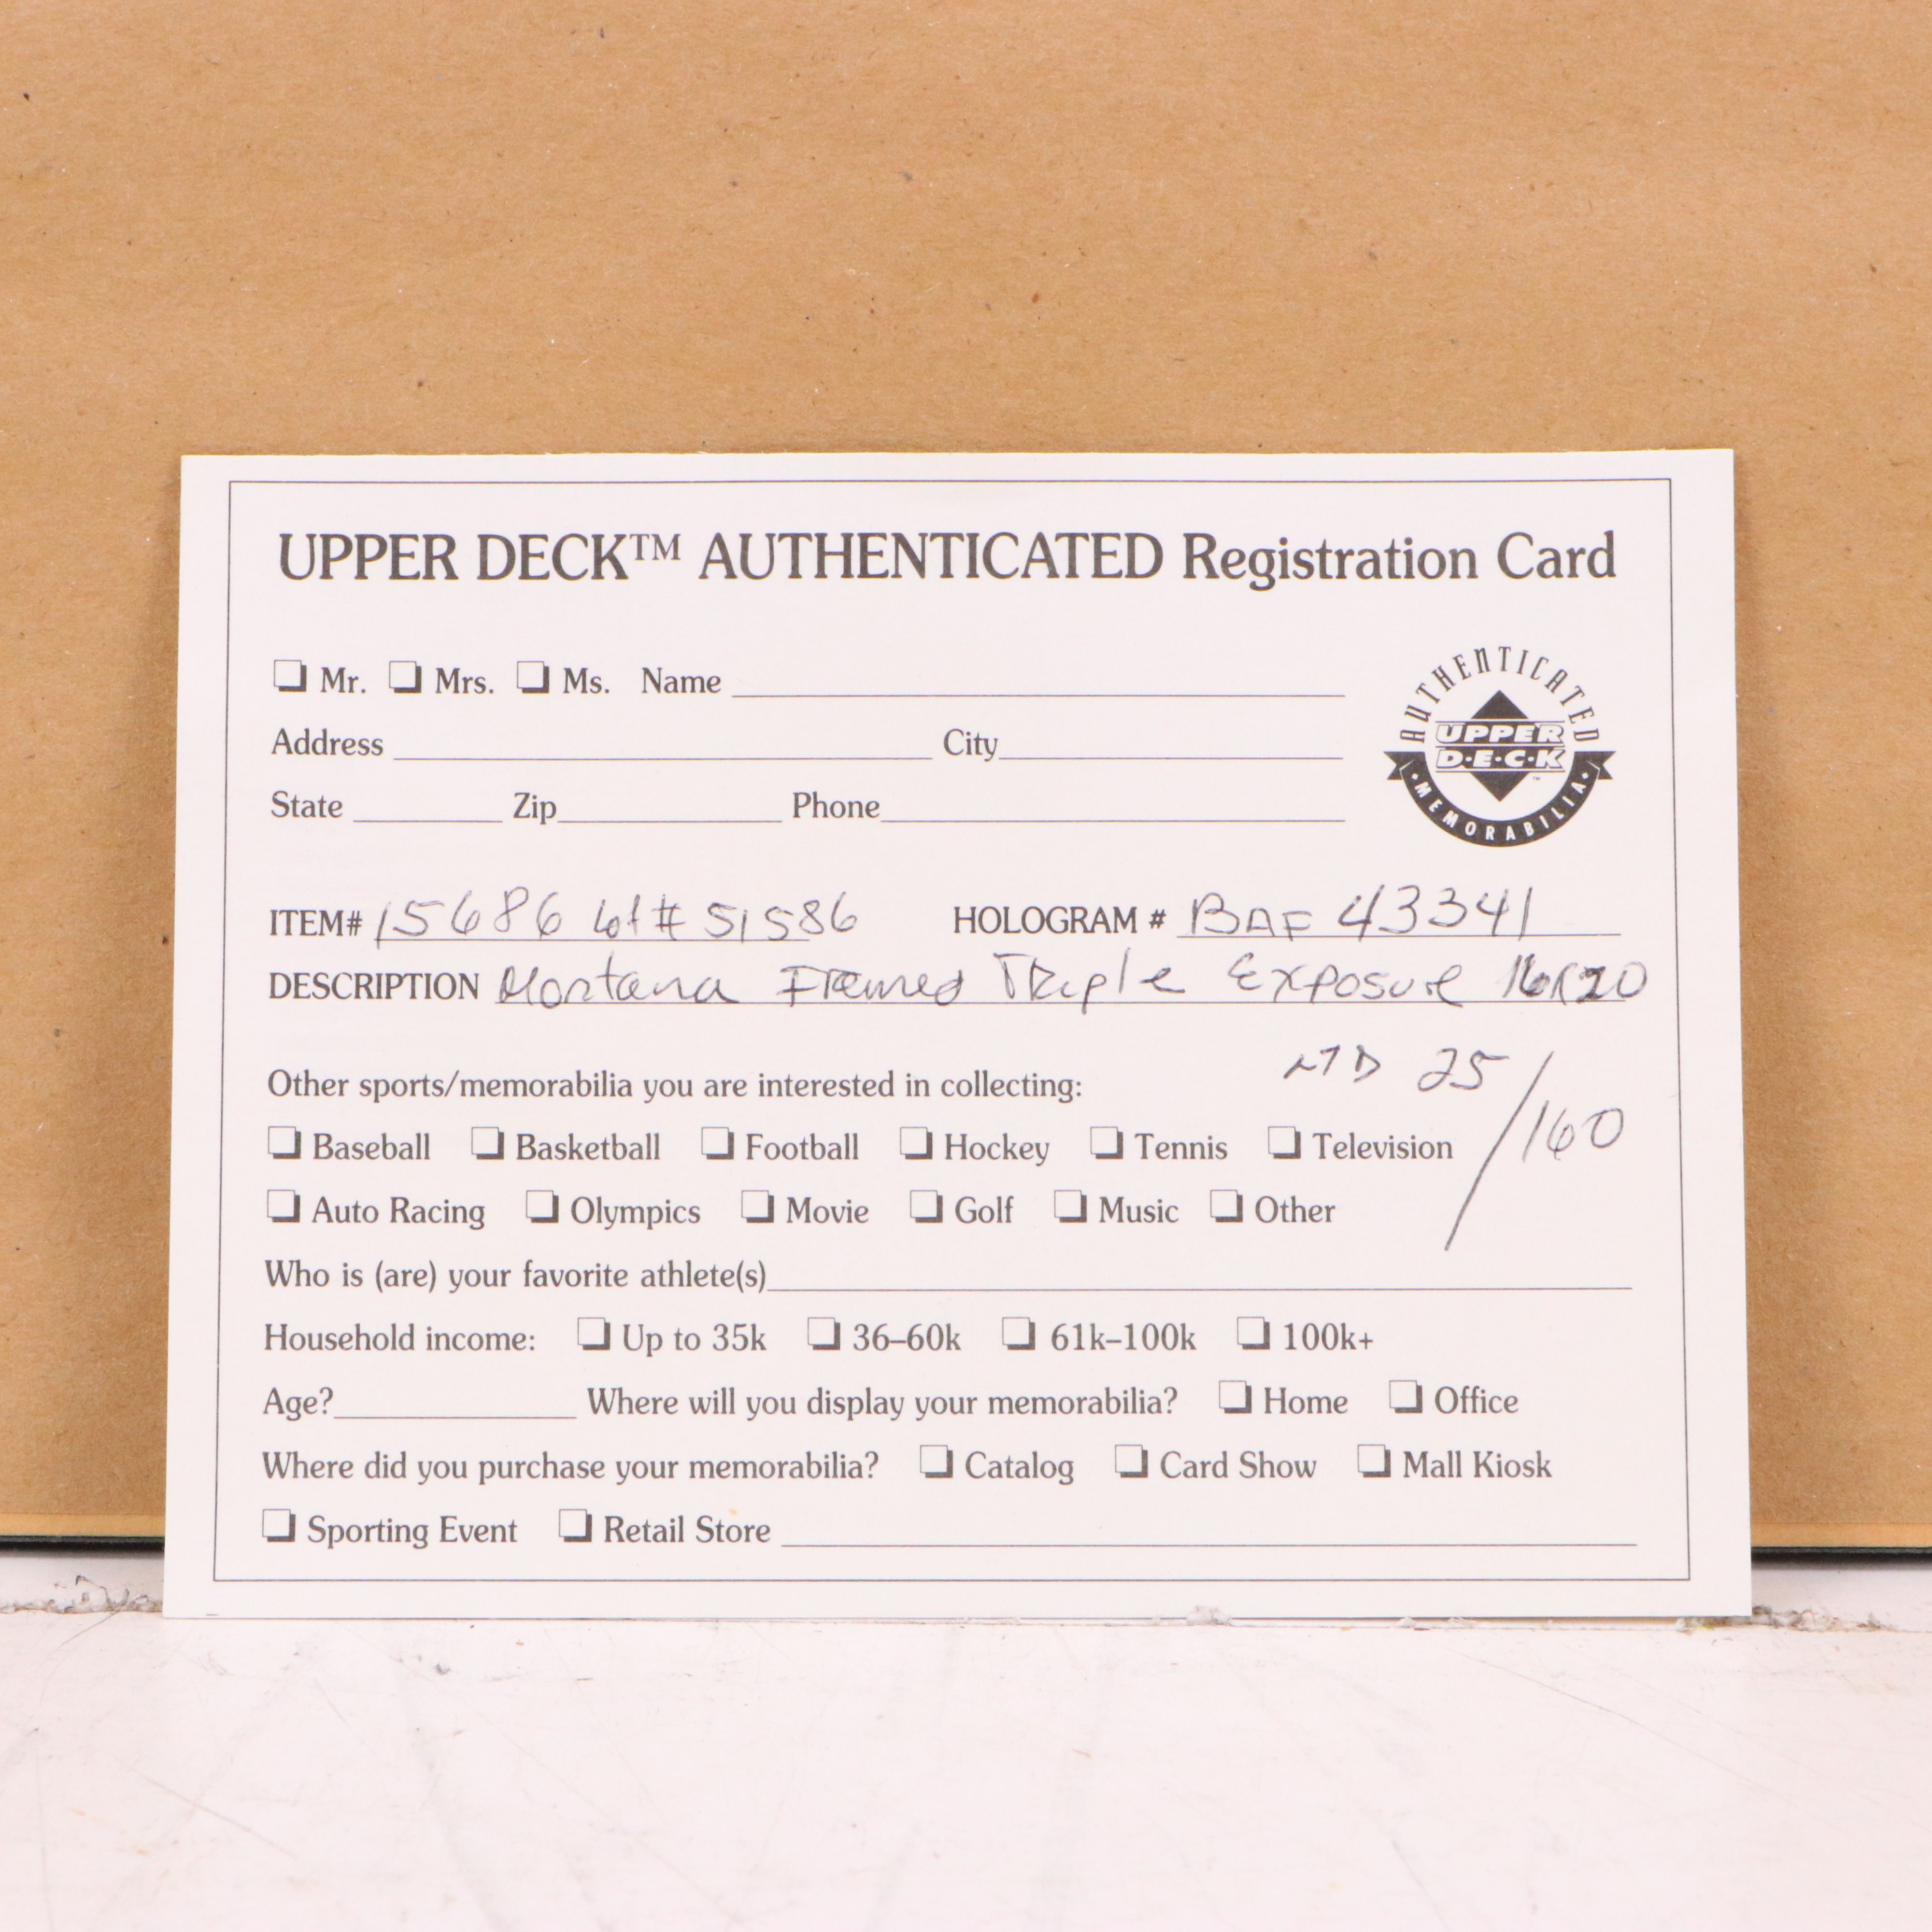 UPPER DECK™ AUTHENTICATED Registration Card
❏ Mr. ❏ Mrs. ❏ Ms. Name
AUTHENTICATED
UPPER
D·E·C·K™
MEMORABILIA
Address City
State Zip Phone
ITEM# 15686 Lot # 51586 HOLOGRAM # BAF 43341
DESCRIPTION Montana Framed Triple Exposure 16x20
LTD 25/160
Other sports/memorabilia you are interested in collecting:
❏ Baseball ❏ Basketball ❏ Football ❏ Hockey ❏ Tennis ❏ Television
❏ Auto Racing ❏ Olympics ❏ Movie ❏ Golf ❏ Music ❏ Other
Who is (are) your favorite athlete(s)
Household income: ❏ Up to 35k ❏ 36–60k ❏ 61k–100k ❏ 100k+
Age? Where will you display your memorabilia? ❏ Home ❏ Office
Where did you purchase your memorabilia? ❏ Catalog ❏ Card Show ❏ Mall Kiosk
❏ Sporting Event ❏ Retail Store